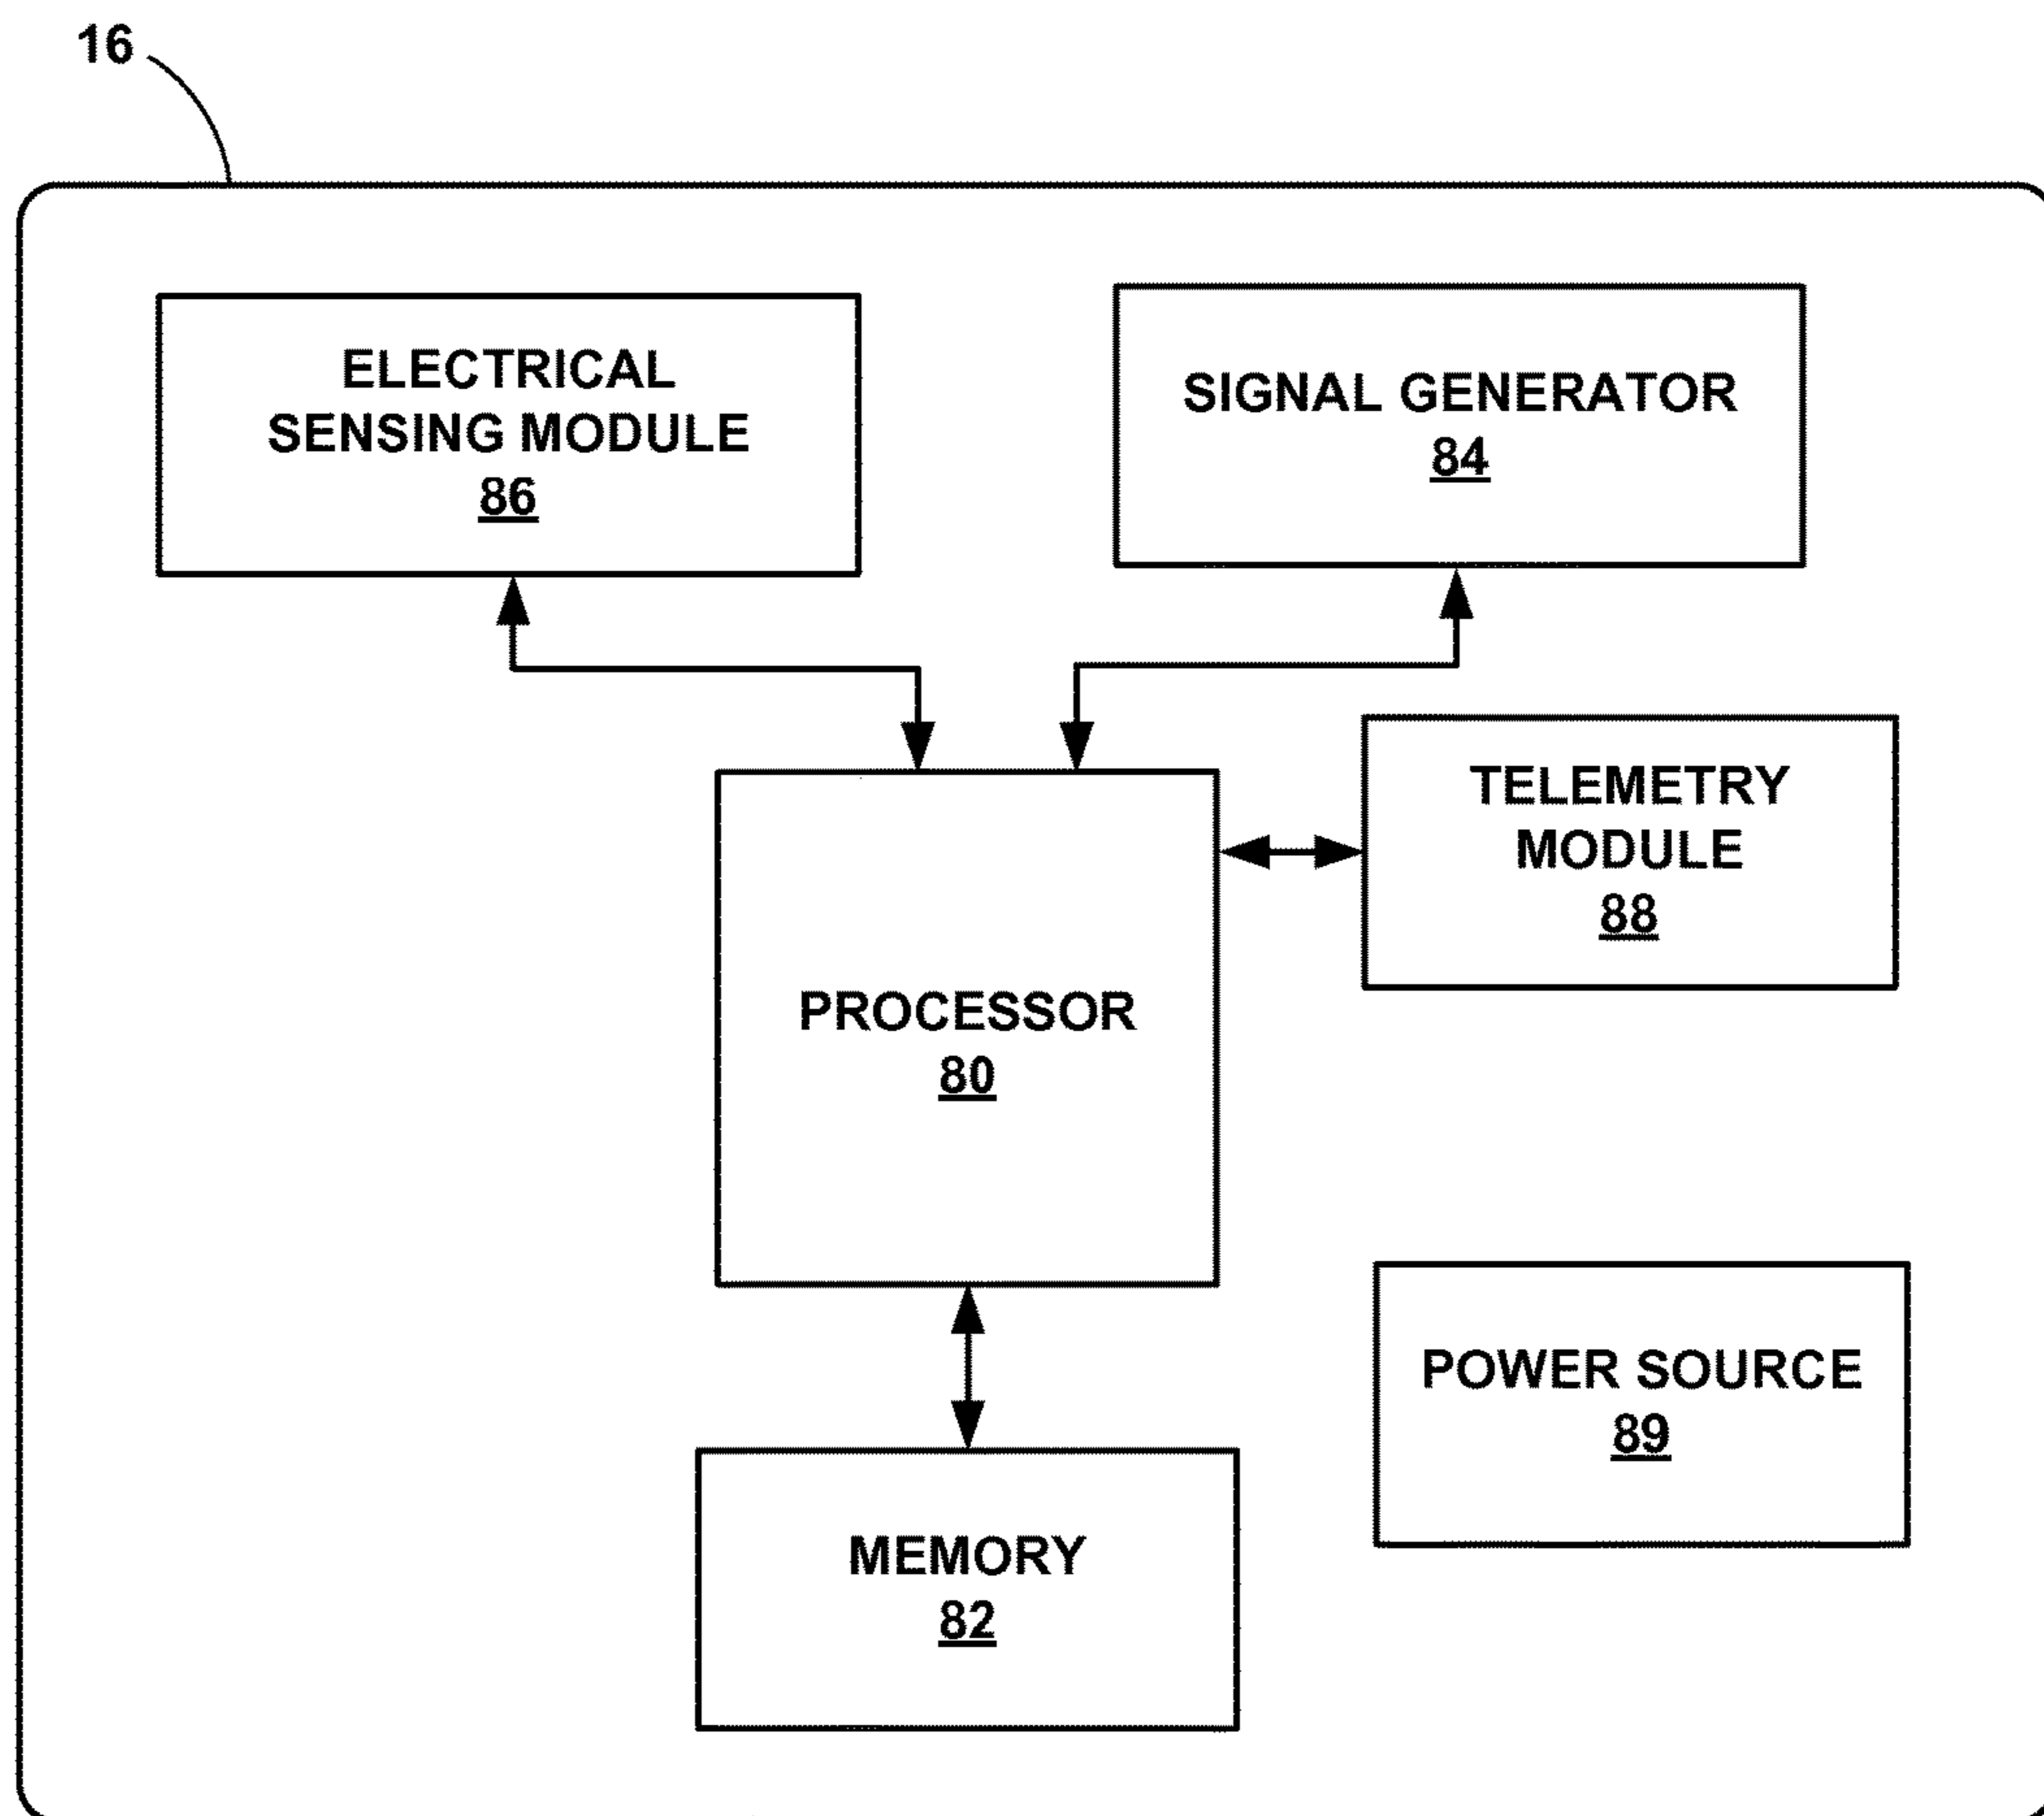 16
ELECTRICAL
SENSING MODULE
86
SIGNAL GENERATOR
84
TELEMETRY
MODULE
88
PROCESSOR
80
POWER SOURCE
89
MEMORY
82